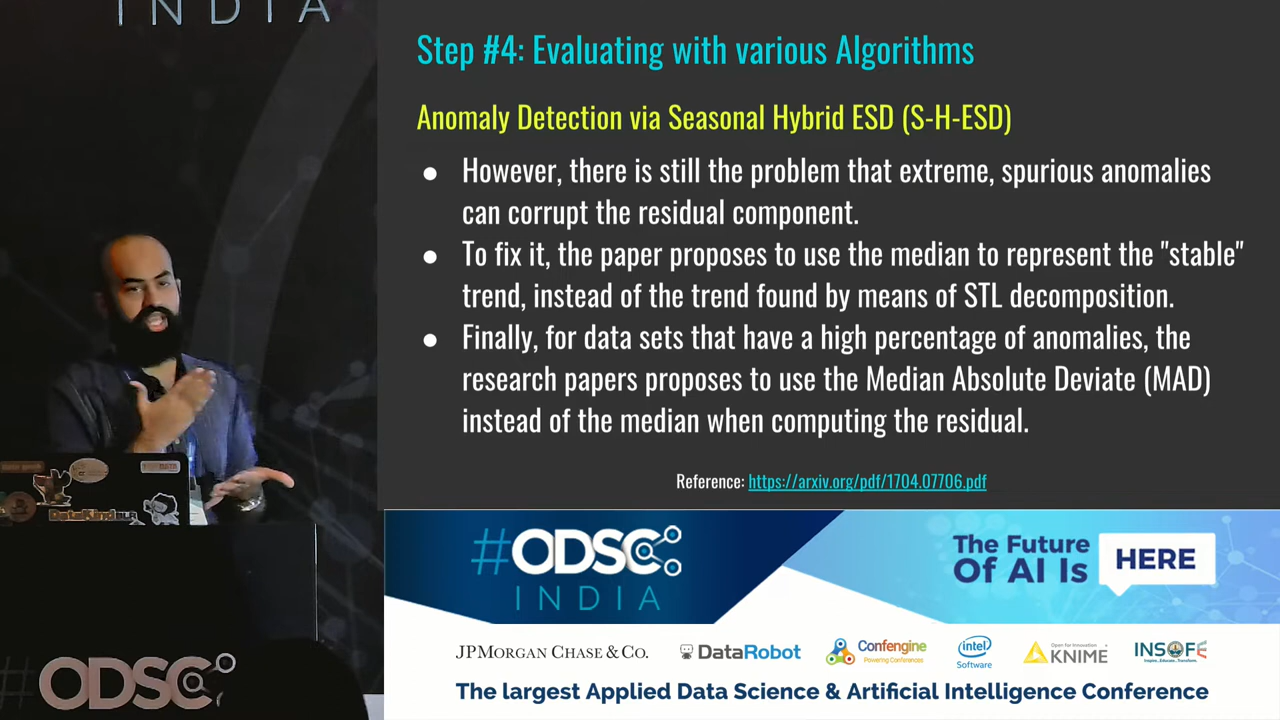 INDIA
Step #4: Evaluating with various Algorithms
Anomaly Detection via Seasonal Hybrid ESD (S-H-ESD)
● However, there is still the problem that extreme, spurious anomalies
can corrupt the residual component.
● To fix it, the paper proposes to use the median to represent the "stable"
trend, instead of the trend found by means of STL decomposition.
● Finally, for data sets that have a high percentage of anomalies, the
research papers proposes to use the Median Absolute Deviate (MAD)
instead of the median when computing the residual.
Reference: https://arxiv.org/pdf/1704.07706.pdf
DataKind BLR
#ODSC
INDIA
The Future
Of AI Is
HERE
JPMORGAN CHASE & CO.
DataRobot
Confengine
Powering Conferences
intel
Software
Open for Innovation
KNIME
INSOFE
The largest Applied Data Science & Artificial Intelligence Conference
#ODSC